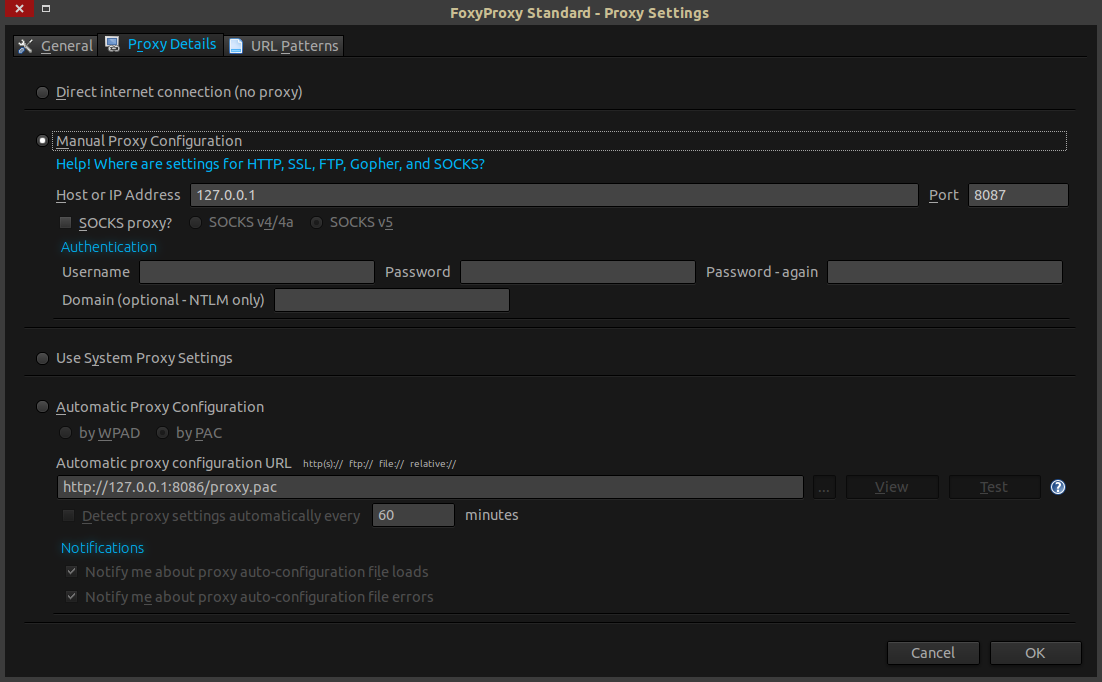 FoxyProxy Standard - Proxy Settings
General Proxy Details URL Patterns
Direct internet connection (no proxy)
Manual Proxy Configuration
Help! Where are settings for HTTP, SSL, FTP, Gopher, and SOCKS?
Host or IP Address 127.0.0.1 Port 8087
SOCKS proxy? SOCKS v4/4a SOCKS v5
Authentication
Username Password Password - again
Domain (optional - NTLM only)
Use System Proxy Settings
Automatic Proxy Configuration
by WPAD by PAC
Automatic proxy configuration URL http(s):// ftp:// file:// relative://
http://127.0.0.1:8086/proxy.pac ... View Test ?
Detect proxy settings automatically every 60 minutes
Notifications
Notify me about proxy auto-configuration file loads
Notify me about proxy auto-configuration file errors
Cancel OK